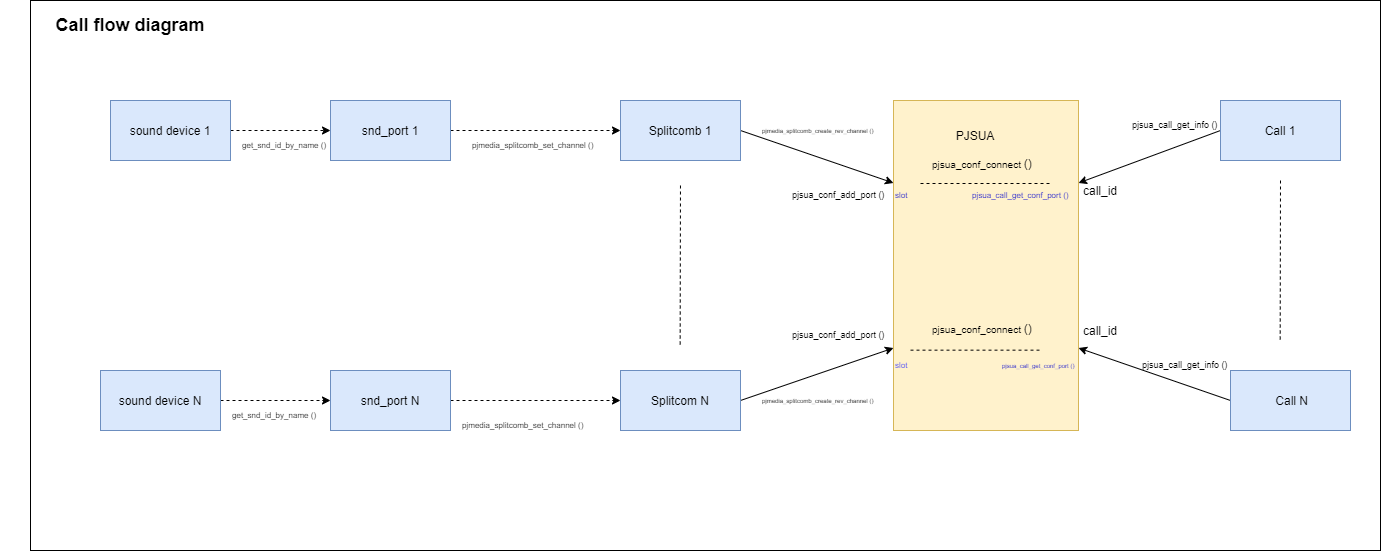 Call flow diagram
sound device 1
get_snd_id_by_name ()
snd_port 1
pjmedia_splitcomb_set_channel ()
Splitcomb 1
pjmedia_splitcomb_create_rev_channel ()
pjsua_conf_add_port ()
PJSUA
pjsua_conf_connect ()
slot
pjsua_call_get_conf_port ()
pjsua_call_get_info ()
call_id
Call 1
sound device N
get_snd_id_by_name ()
snd_port N
pjmedia_splitcomb_set_channel ()
Splitcom N
pjsua_conf_add_port ()
pjmedia_splitcomb_create_rev_channel ()
pjsua_conf_connect ()
slot
pjsua_call_get_conf_port ()
call_id
pjsua_call_get_info ()
Call N